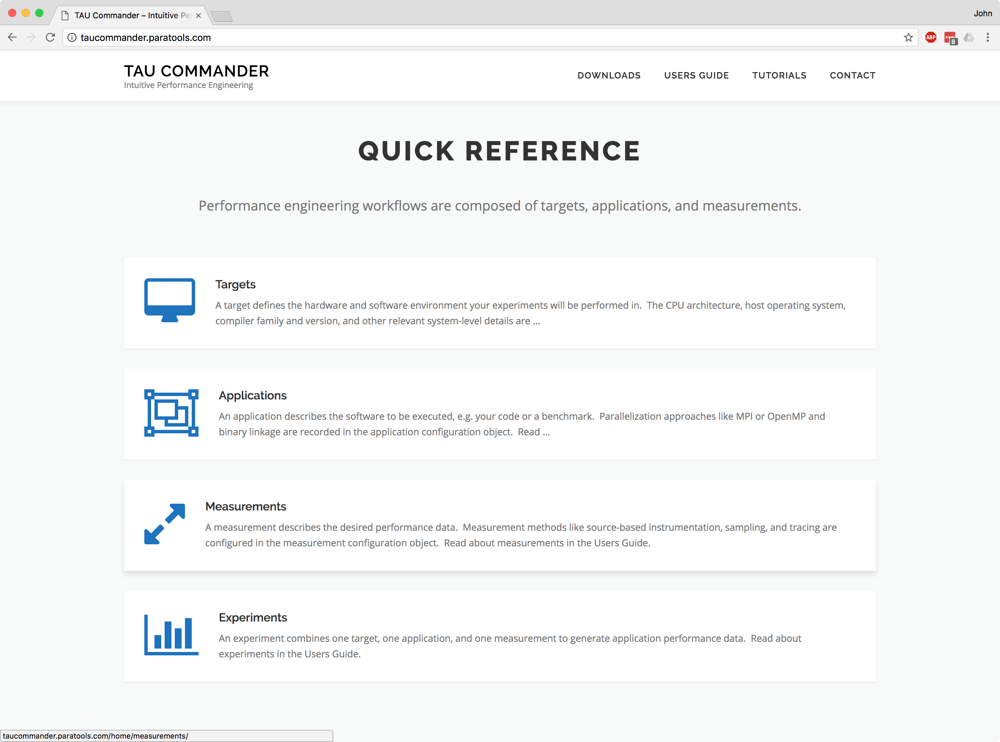 TAU Commander – Intuitive Pe
John
taucommander.paratools.com
ABP
8
TAU COMMANDER
Intuitive Performance Engineering
DOWNLOADS USERS GUIDE TUTORIALS CONTACT
QUICK REFERENCE
Performance engineering workflows are composed of targets, applications, and measurements.
Targets
A target defines the hardware and software environment your experiments will be performed in. The CPU architecture, host operating system,
compiler family and version, and other relevant system-level details are ...
Applications
An application describes the software to be executed, e.g. your code or a benchmark. Parallelization approaches like MPI or OpenMP and
binary linkage are recorded in the application configuration object. Read ...
Measurements
A measurement describes the desired performance data. Measurement methods like source-based instrumentation, sampling, and tracing are
configured in the measurement configuration object. Read about measurements in the Users Guide.
Experiments
An experiment combines one target, one application, and one measurement to generate application performance data. Read about
experiments in the Users Guide.
taucommander.paratools.com/home/measurements/